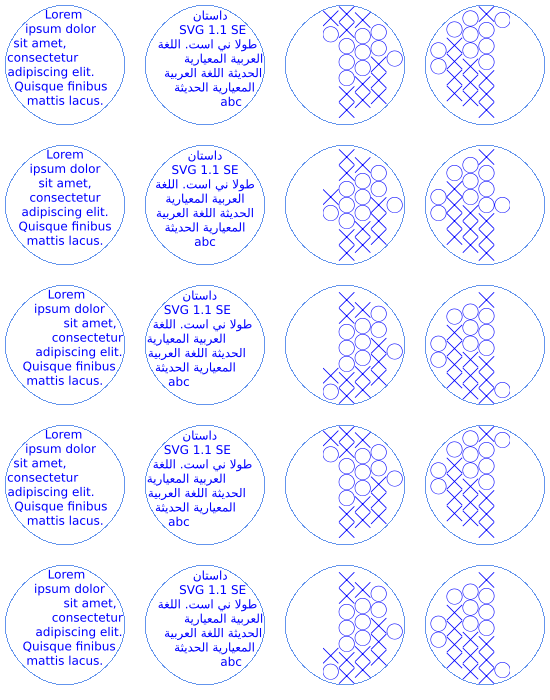 Lorem
ipsum dolor
sit amet,
consectetur
adipiscing elit.
Quisque finibus
mattis lacus.
داستان
SVG 1.1 SE
طولا ني است. اللغة
العربية المعيارية
الحديثة اللغة العربية
المعيارية الحديثة
abc
Lorem
ipsum dolor
sit amet,
consectetur
adipiscing elit.
Quisque finibus
mattis lacus.
داستان
SVG 1.1 SE
طولا ني است. اللغة
العربية المعيارية
الحديثة اللغة العربية
المعيارية الحديثة
abc
Lorem
ipsum dolor
sit amet,
consectetur
adipiscing elit.
Quisque finibus
mattis lacus.
داستان
SVG 1.1 SE
طولا ني است. اللغة
العربية المعيارية
الحديثة اللغة العربية
المعيارية الحديثة
abc
Lorem
ipsum dolor
sit amet,
consectetur
adipiscing elit.
Quisque finibus
mattis lacus.
داستان
SVG 1.1 SE
طولا ني است. اللغة
العربية المعيارية
الحديثة اللغة العربية
المعيارية الحديثة
abc
Lorem
ipsum dolor
sit amet,
consectetur
adipiscing elit.
Quisque finibus
mattis lacus.
داستان
SVG 1.1 SE
طولا ني است. اللغة
العربية المعيارية
الحديثة اللغة العربية
المعيارية الحديثة
abc